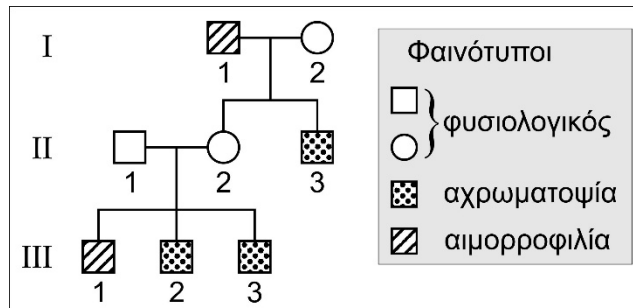 I
1 2
II
1 2 3
III
1 2 3
Φαινότυποι
φυσιολογικός
αχρωματοψία
αιμορροφιλία